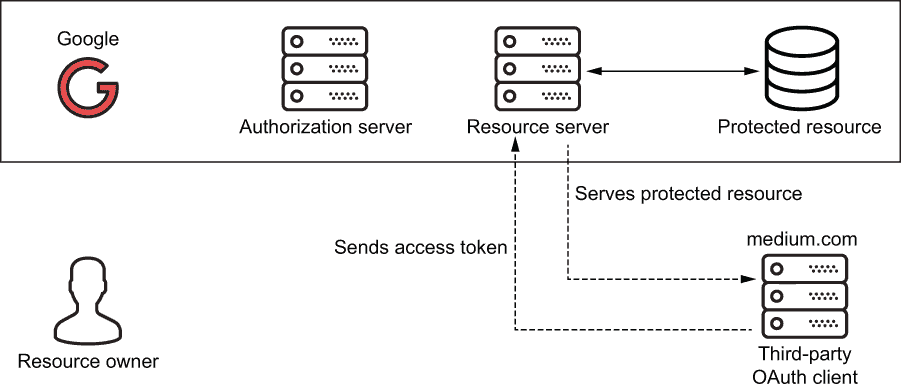 Google
Authorization server
Resource server
Protected resource
Serves protected resource
Sends access token
medium.com
Resource owner
Third-party
OAuth client